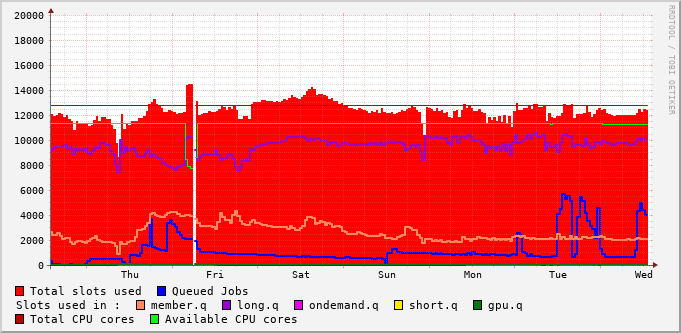 RRDTOOL / TOBI OETIKER
20000
18000
16000
14000
12000
10000
8000
6000
4000
2000
0
Thu Fri Sat Sun Mon Tue Wed
Total slots used Queued Jobs
Slots used in : member.q long.q ondemand.q short.q gpu.q
Total CPU cores Available CPU cores